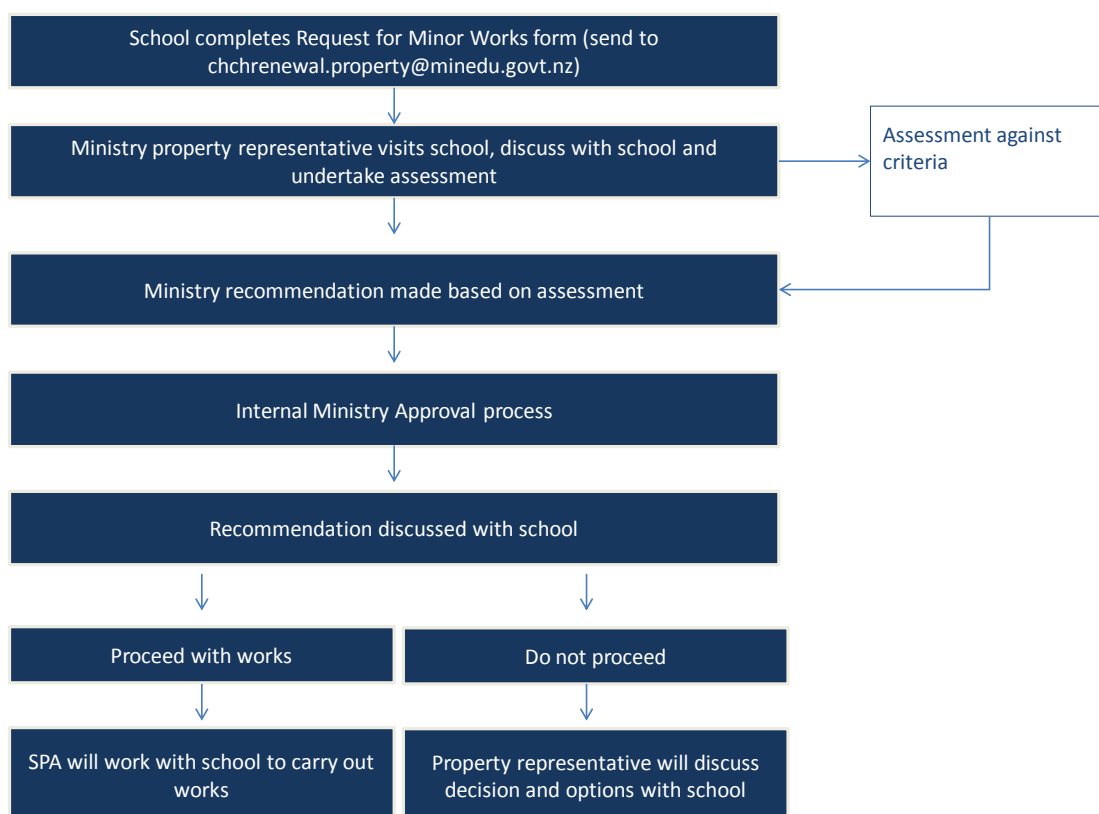 School completes Request for Minor Works form (send to
chchrenewal.property@minedu.govt.nz)
Ministry property representative visits school, discuss with school and
undertake assessment
Assessment against
criteria
Ministry recommendation made based on assessment
Internal Ministry Approval process
Recommendation discussed with school
Proceed with works
Do not proceed
SPA will work with school to carry out
works
Property representative will discuss
decision and options with school